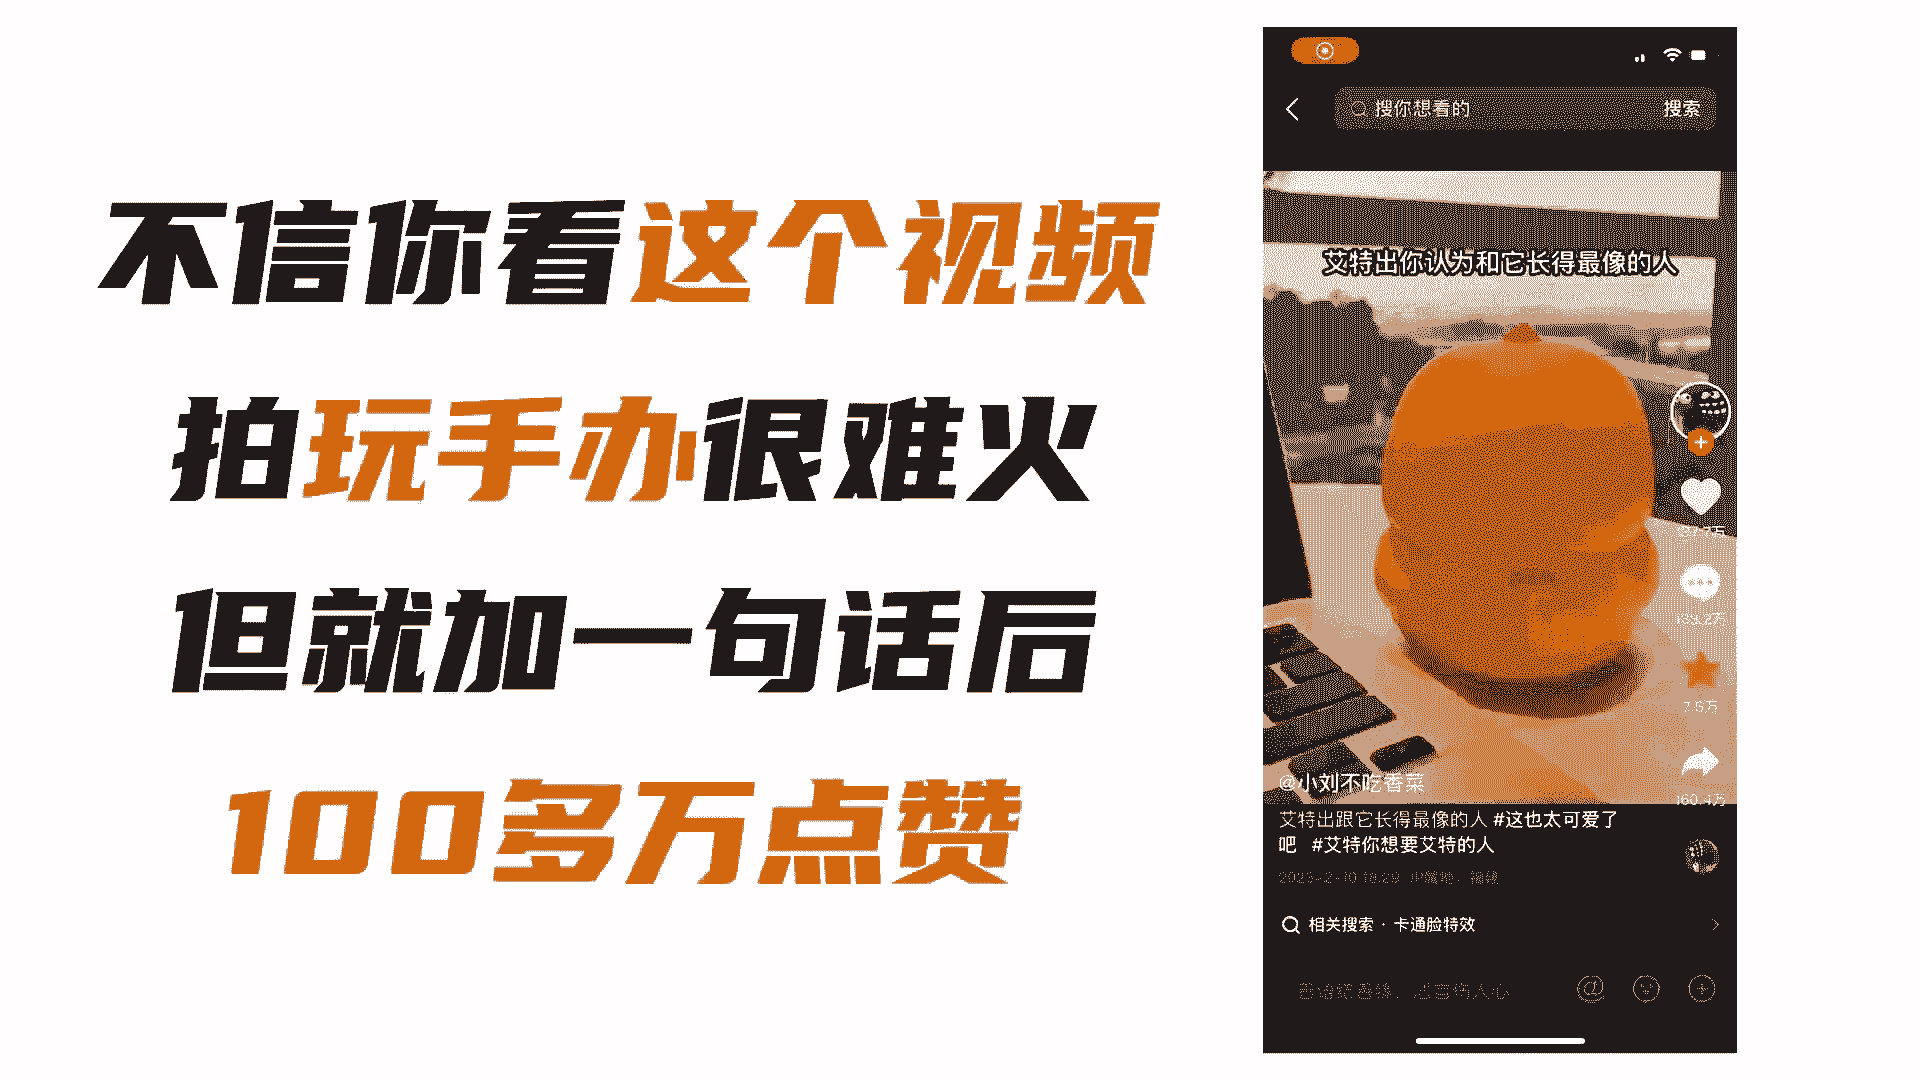 不信你看这个视频
拍玩手办很难火
但就加一句话后
100多万点赞
搜你想看的 搜索
艾特出你认为和它长得最像的人
7.5万
160.4万
@小刘不吃香菜
艾特出跟它长得最像的人 #这也太可爱了
吧 #艾特你想要艾特的人
相关搜索·卡通脸特效